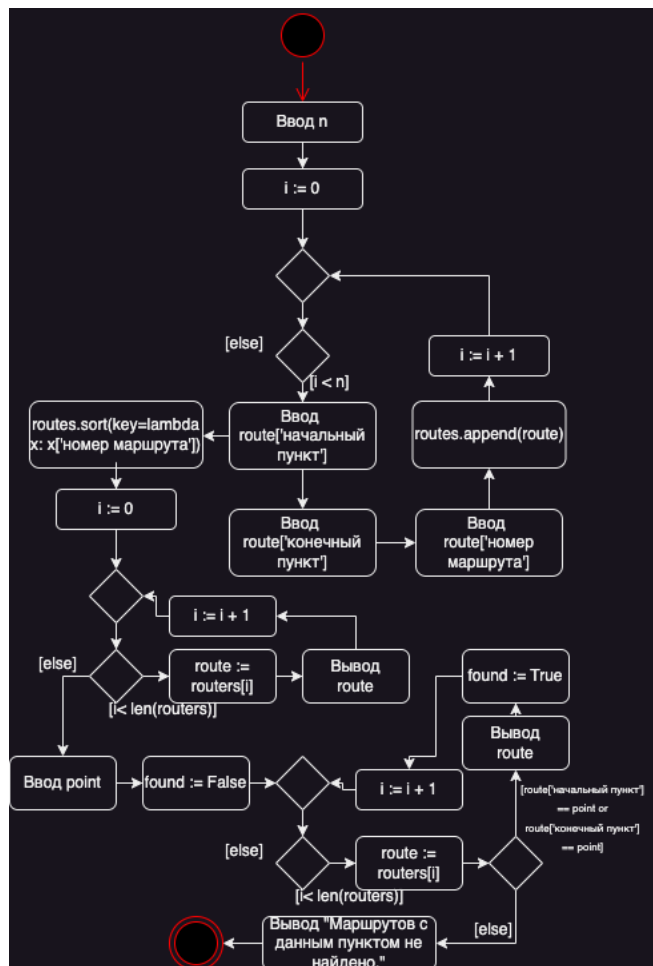 Ввод n
i := 0
[else]
[i < n]
i := i + 1
Ввод
route['начальный
пункт']
routes.sort(key=lambda
x: x['номер маршрута'])
routes.append(route)
i := 0
Ввод
route['конечный
пункт']
Ввод
route['номер
маршрута']
i := i + 1
[else]
[i< len(routers)]
route :=
routers[i]
Вывод
route
found := True
Вывод
route
Ввод point
found := False
i := i + 1
[route['начальный пункт']
== point or
route['конечный пункт']
== point]
[else]
[i< len(routers)]
route :=
routers[i]
[else]
Вывод "Маршрутов с
данным пунктом не
найдено."